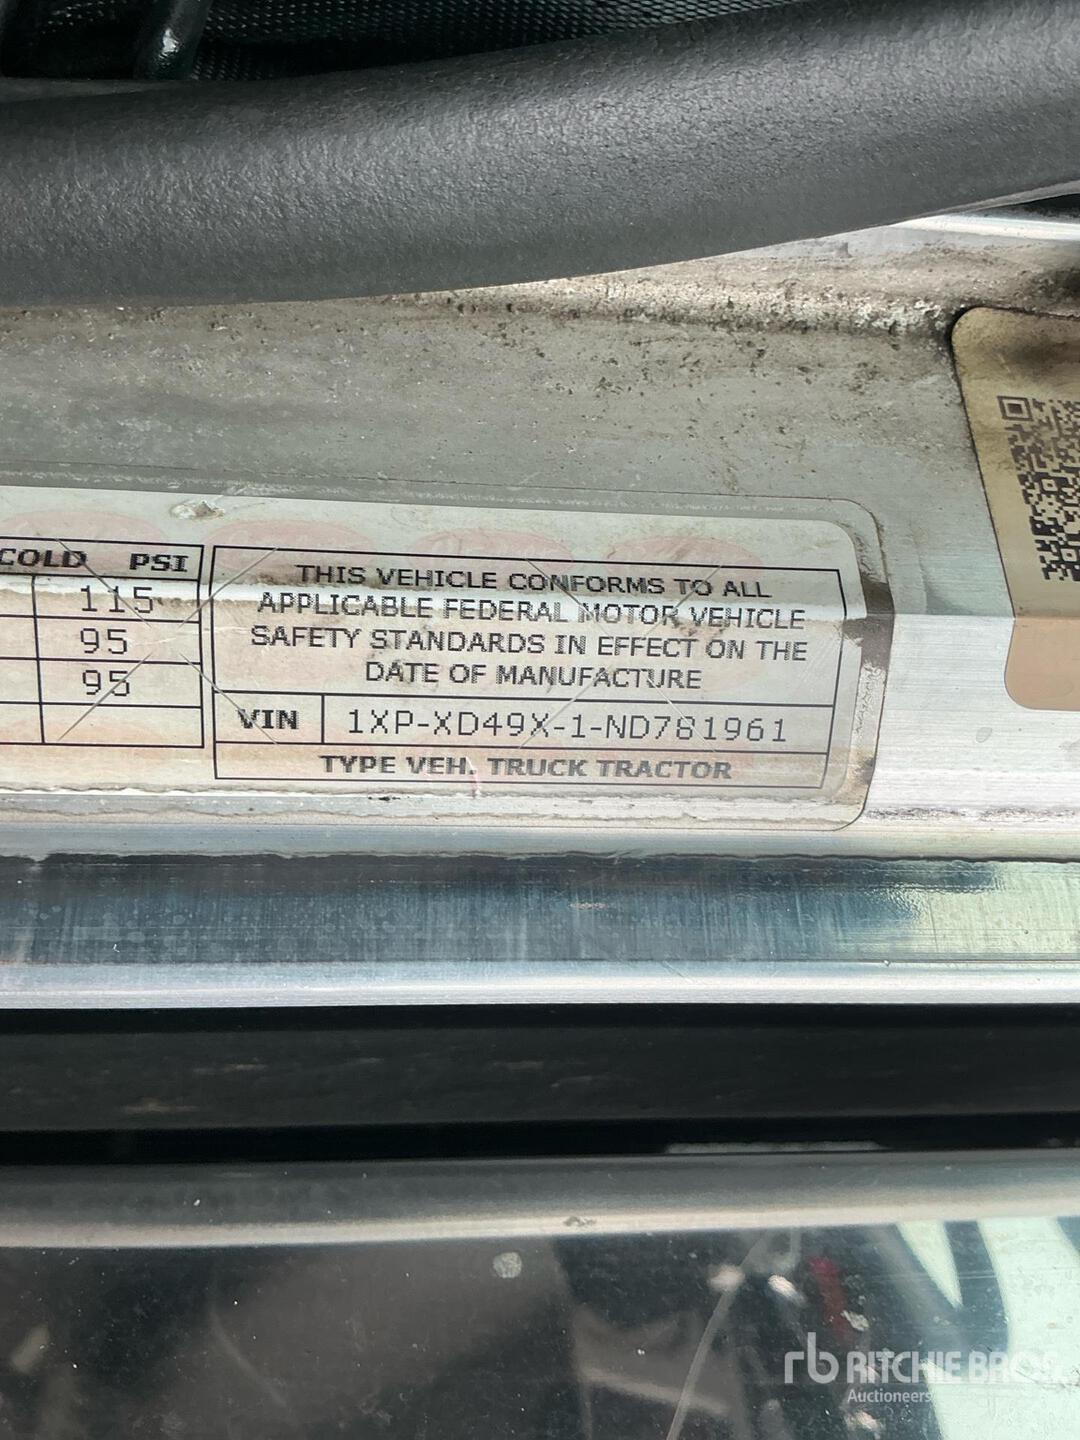 COLD PSI
115
95
95
THIS VEHICLE CONFORMS TO ALL
APPLICABLE FEDERAL MOTOR VEHICLE
SAFETY STANDARDS IN EFFECT ON THE
DATE OF MANUFACTURE
VIN 1XP-XD49X-1-ND781961
TYPE VEH. TRUCK TRACTOR
rb RITCHIE BROS.
Auctioneers